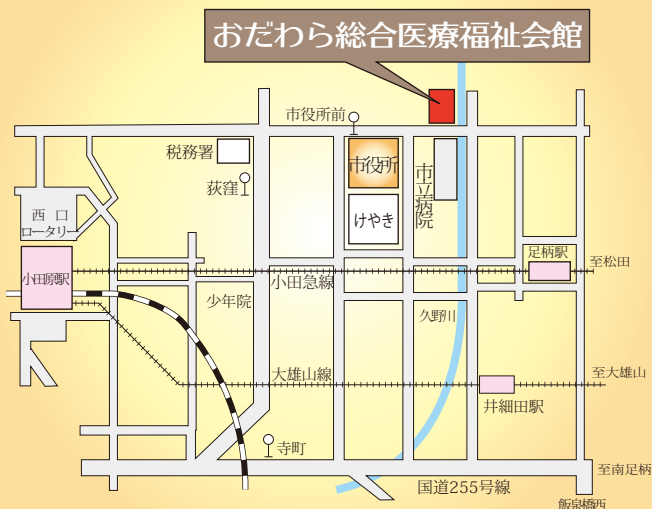 おだわら総合医療福祉会館
市役所前
税務署
市役所
市立病院
荻窪
けやき
西口
ロータリー
足柄駅
至松田
小田原駅
小田急線
少年院
久野川
大雄山線
至大雄山
井細田駅
寺町
至南足柄
国道255号線
飯泉橋西